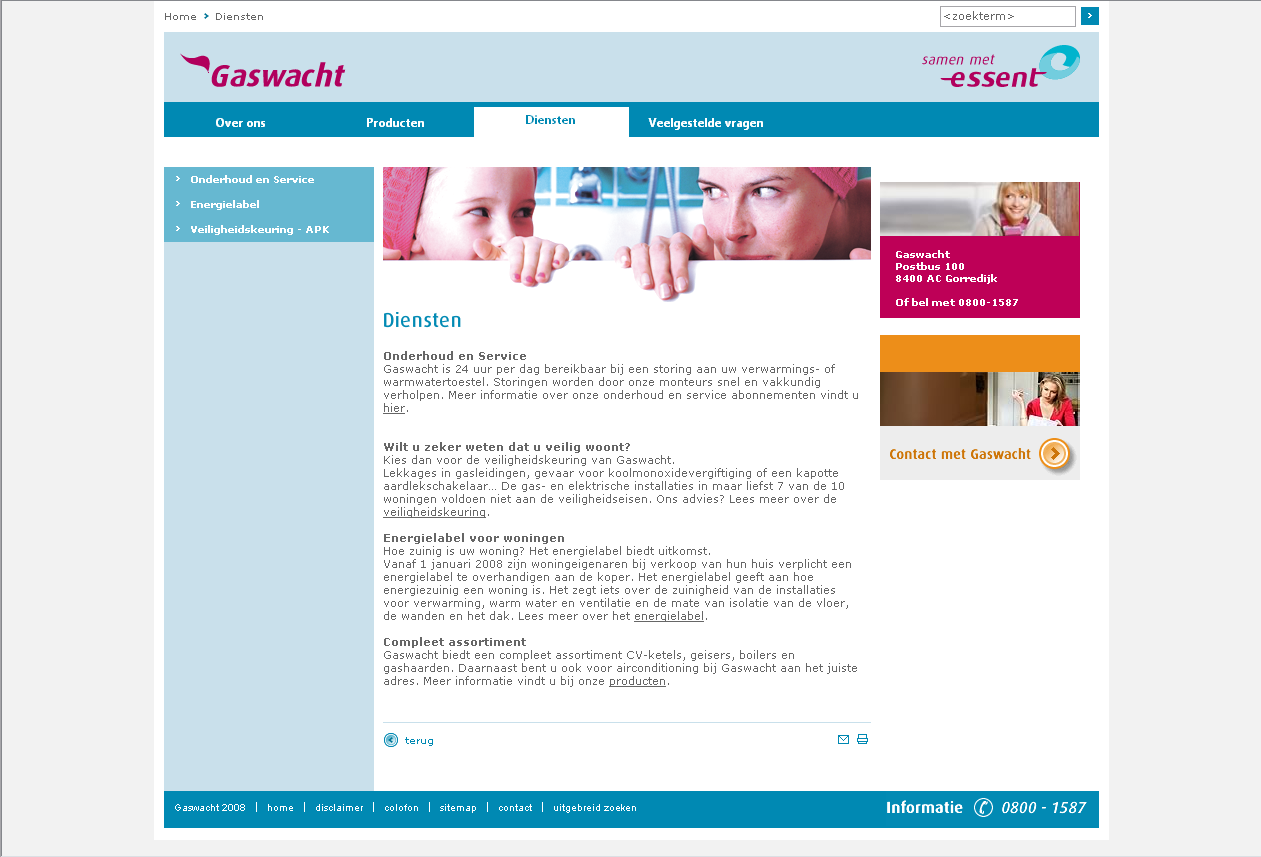 Home > Diensten
<zoekterm>
Gaswacht
samen met
essent
Over ons
Producten
Diensten
Veelgestelde vragen
Onderhoud en Service
Energielabel
Veiligheidskeuring - APK
Diensten
Onderhoud en Service
Gaswacht is 24 uur per dag bereikbaar bij een storing aan uw verwarmings- of
warmwatertoestel. Storingen worden door onze monteurs snel en vakkundig
verholpen. Meer informatie over onze onderhoud en service abonnementen vindt u
hier.
Wilt u zeker weten dat u veilig woont?
Kies dan voor de veiligheidskeuring van Gaswacht.
Lekkages in gasleidingen, gevaar voor koolmonoxidevergiftiging of een kapotte
aardlekschakelaar... De gas- en elektrische installaties in maar liefst 7 van de 10
woningen voldoen niet aan de veiligheidseisen. Ons advies? Lees meer over de
veiligheidskeuring.
Energielabel voor woningen
Hoe zuinig is uw woning? Het energielabel biedt uitkomst.
Vanaf 1 januari 2008 zijn woningeigenaren bij verkoop van hun huis verplicht een
energielabel te overhandigen aan de koper. Het energielabel geeft aan hoe
energiezuinig een woning is. Het zegt iets over de zuinigheid van de installaties
voor verwarming, warm water en ventilatie en de mate van isolatie van de vloer,
de wanden en het dak. Lees meer over het energielabel.
Compleet assortiment
Gaswacht biedt een compleet assortiment CV-ketels, geisers, boilers en
gashaarden. Daarnaast bent u ook voor airconditioning bij Gaswacht aan het juiste
adres. Meer informatie vindt u bij onze producten.
terug
Gaswacht
Postbus 100
8400 AC Gorredijk
Of bel met 0800-1587
Contact met Gaswacht
Gaswacht 2008 | home | disclaimer | colofon | sitemap | contact | uitgebreid zoeken
Informatie 0800 - 1587